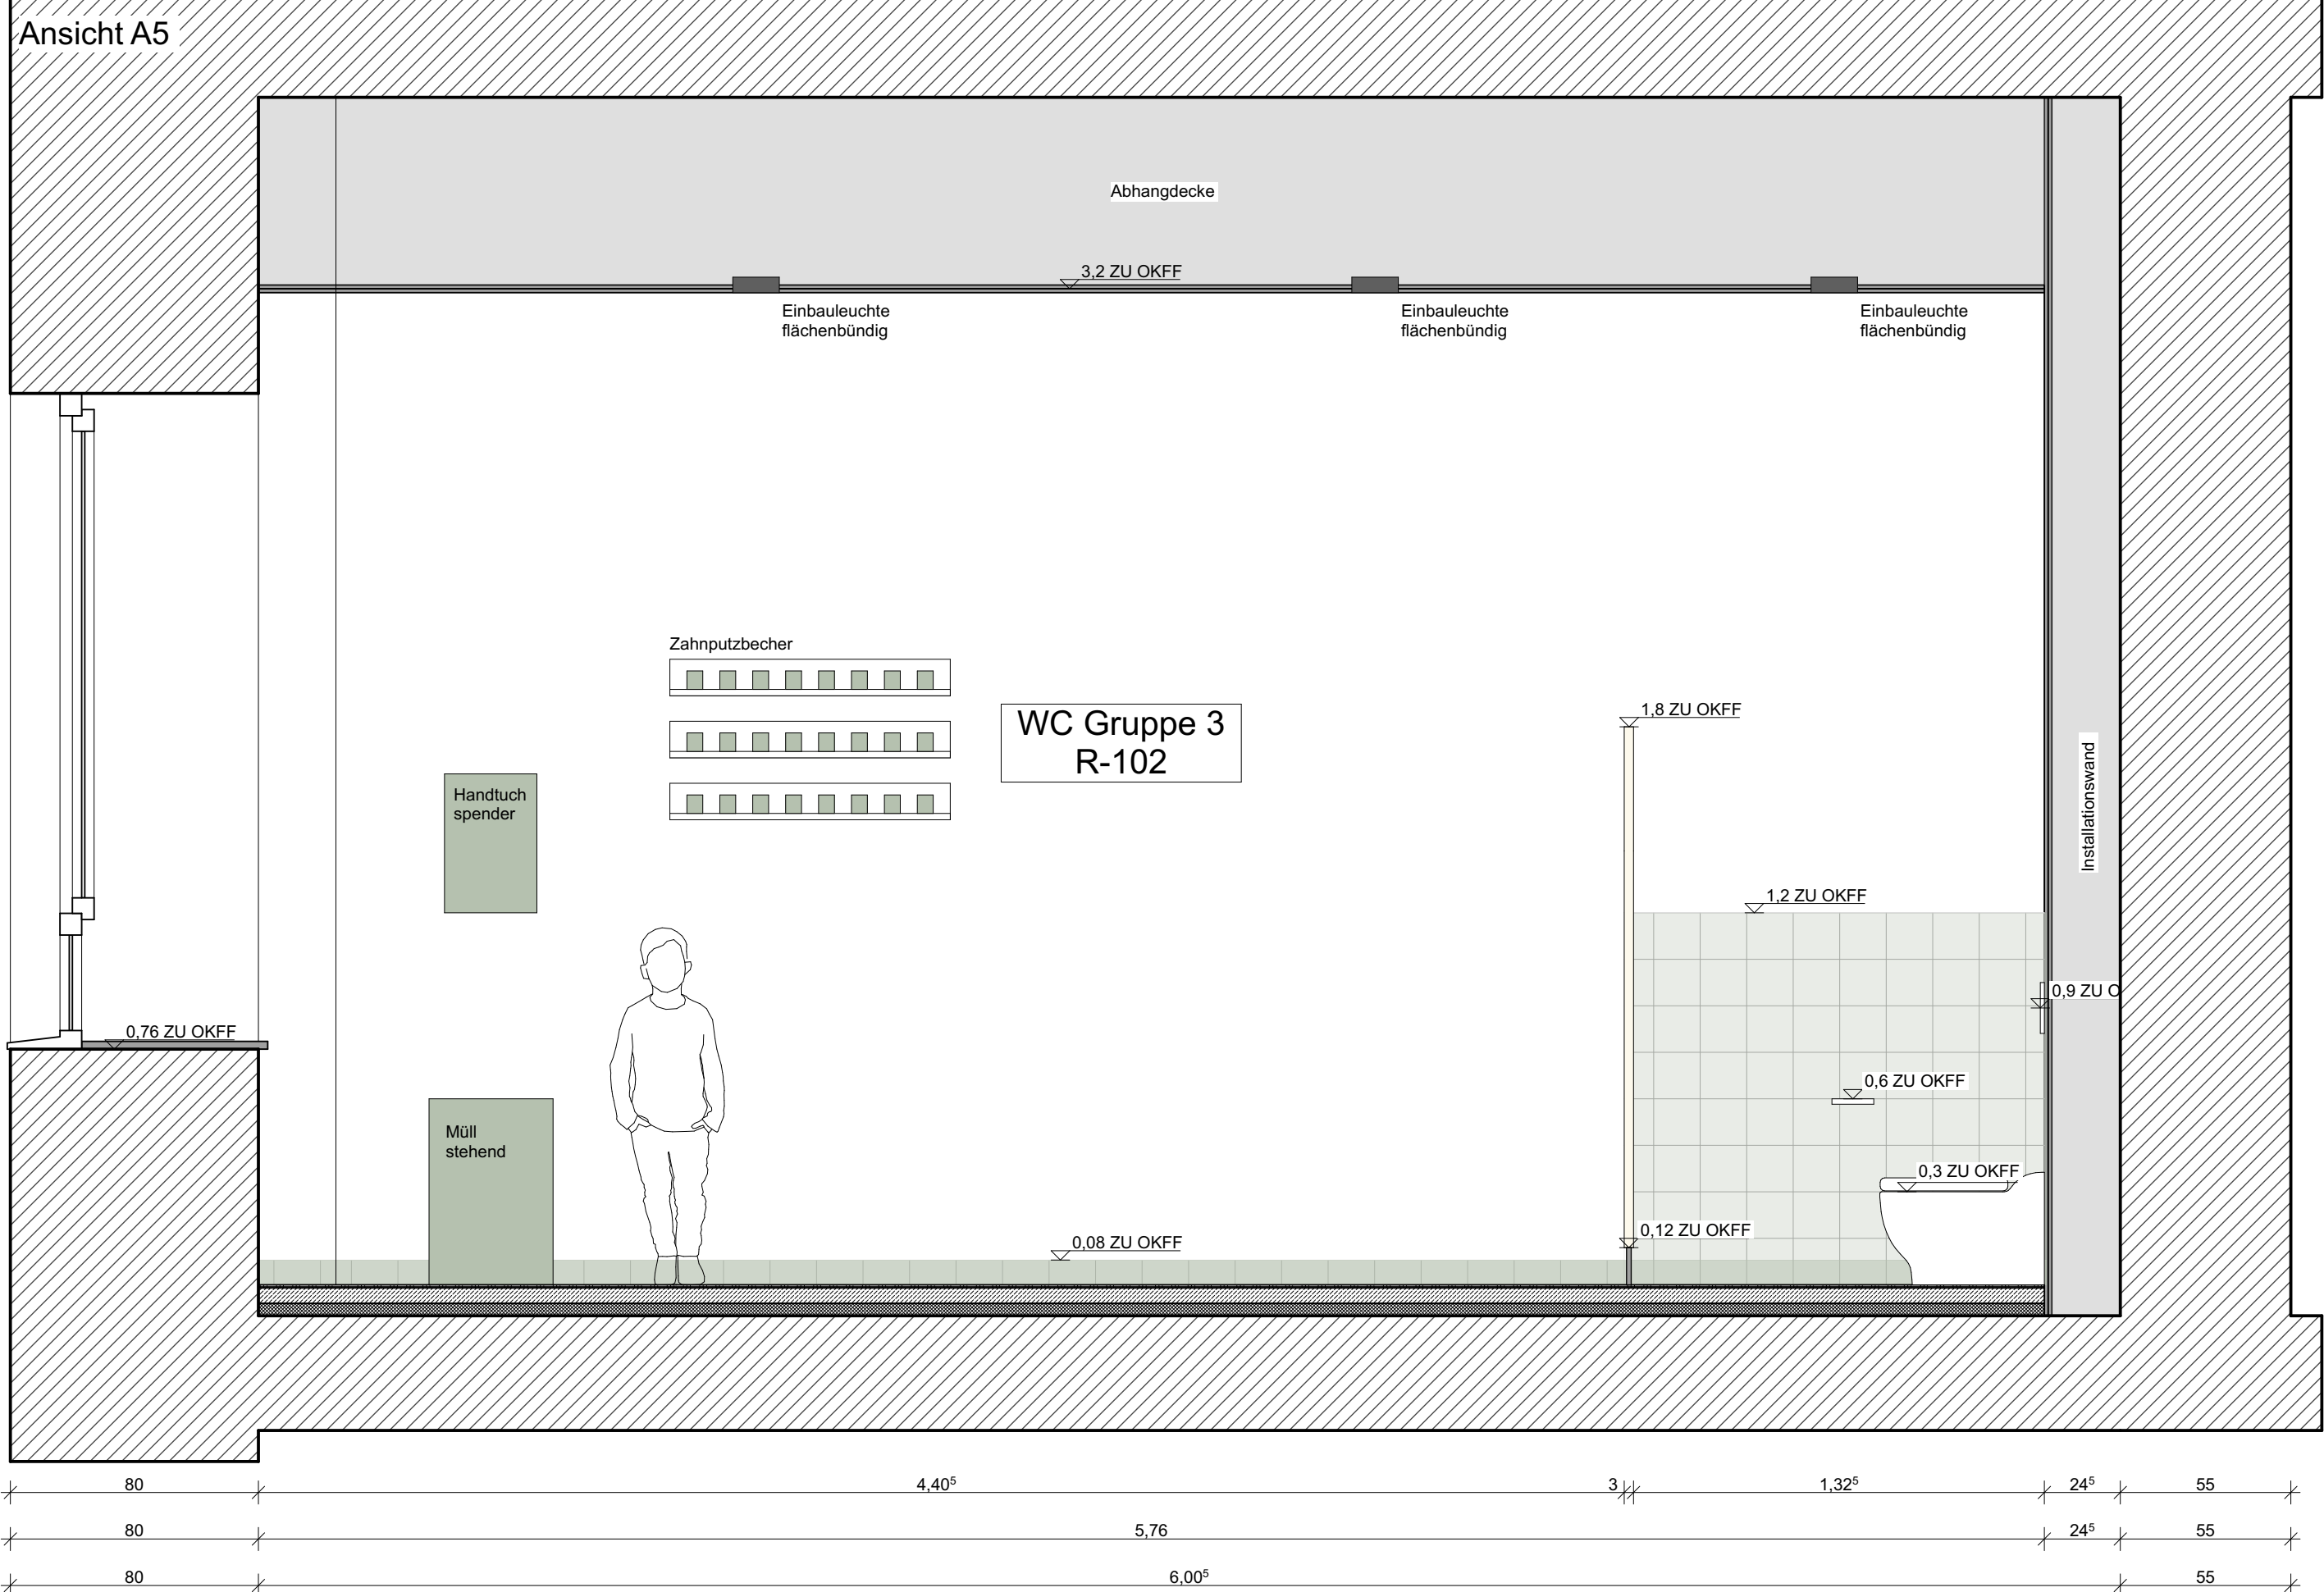 Ansicht A5
Abhangdecke
3,2 ZU OKFF
Einbauleuchte
flächenbündig
Einbauleuchte
flächenbündig
Einbauleuchte
flächenbündig
Zahnputzbecher
WC Gruppe 3
R-102
1,8 ZU OKFF
Handtuch
spender
Installationswand
1,2 ZU OKFF
0,9 ZU O
0,76 ZU OKFF
0,6 ZU OKFF
Müll
stehend
0,3 ZU OKFF
0,12 ZU OKFF
0,08 ZU OKFF
80 4,40⁵ 3 1,32⁵ 24⁵ 55
80 5,76 24⁵ 55
80 6,00⁵ 55